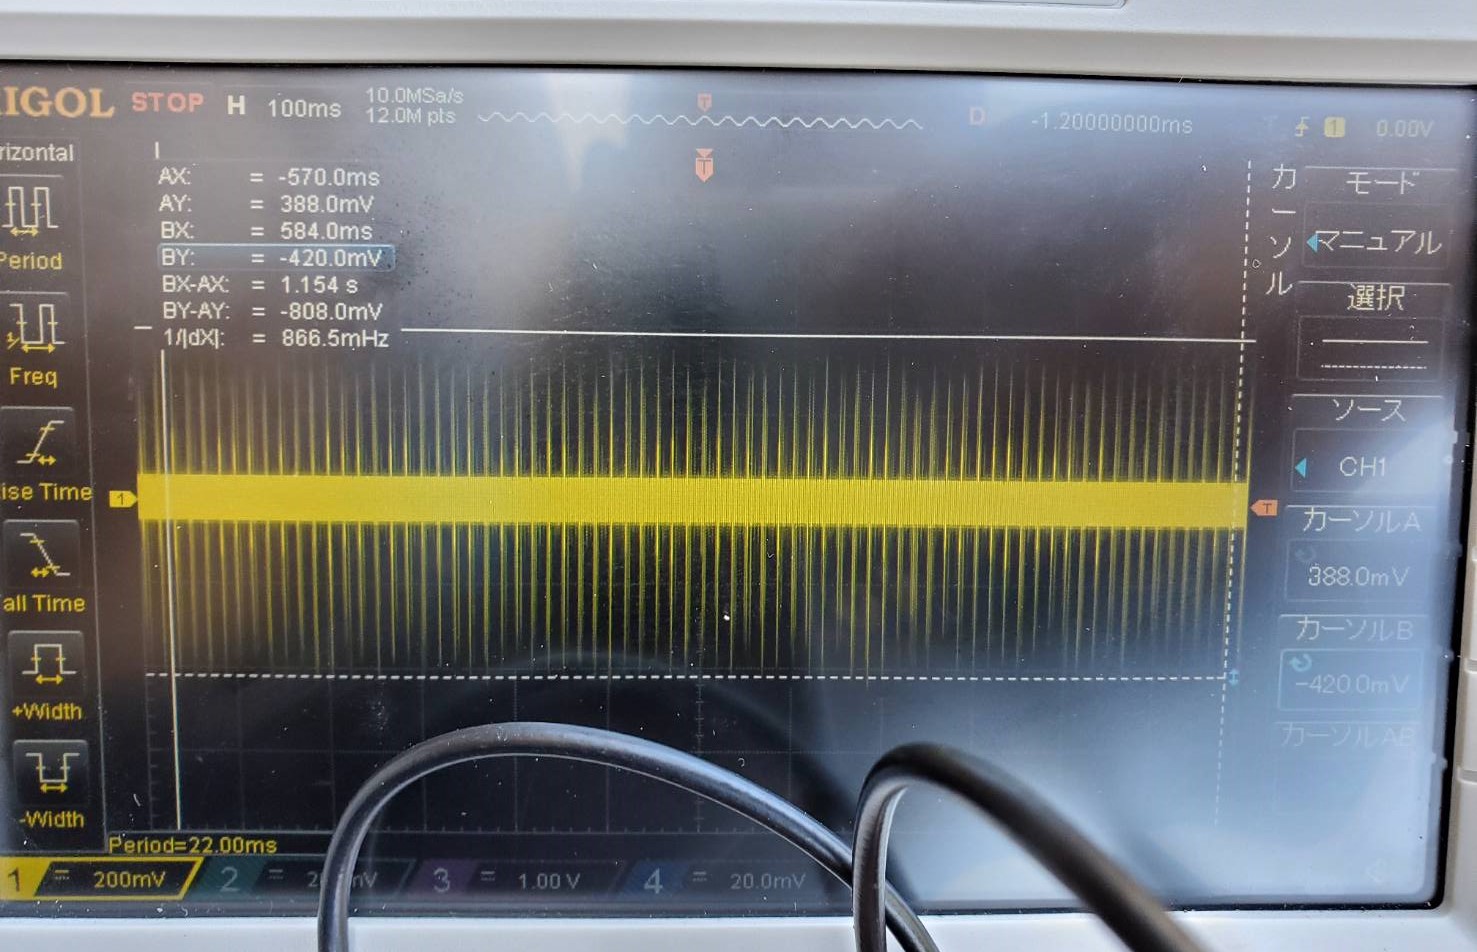 IGOL STOP H 100ms 10.0MSa/s D -1.20000000ms 1 0.00V
12.0M pts
rizontal
AX: = -570.0ms
AY: = 388.0mV
BX: = 584.0ms
BY: = -420.0mV
BX-AX: = 1.154 s
BY-AY: = -808.0mV
1/|dX|: = 866.5mHz
Period
Freq
ise Time
all Time
+Width
-Width
T
T
1
T
カーソル
モード
マニュアル
選択
ソース
CH1
カーソルA
388.0mV
カーソルB
-420.0mV
カーソルAB
Period=22.00ms
1 = 200mV 2 = mV 3 = 1.00 V 4 = 20.0mV